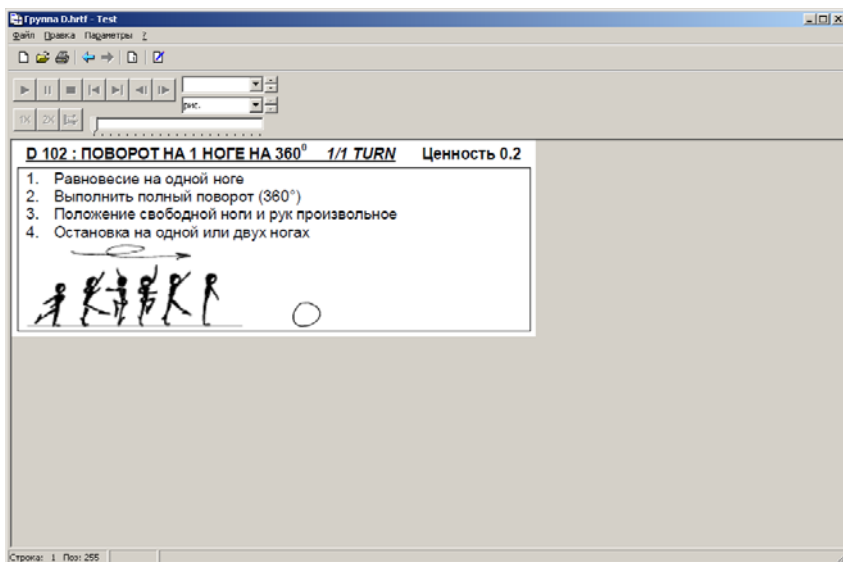 Группа D.hrtf - Test
Файл Правка Параметры ?
рис.
1X 2X
D 102 : ПОВОРОТ НА 1 НОГЕ НА 360⁰ 1/1 TURN Ценность 0.2
1. Равновесие на одной ноге
2. Выполнить полный поворот (360°)
3. Положение свободной ноги и рук произвольное
4. Остановка на одной или двух ногах
Строка: 1 Поз: 255